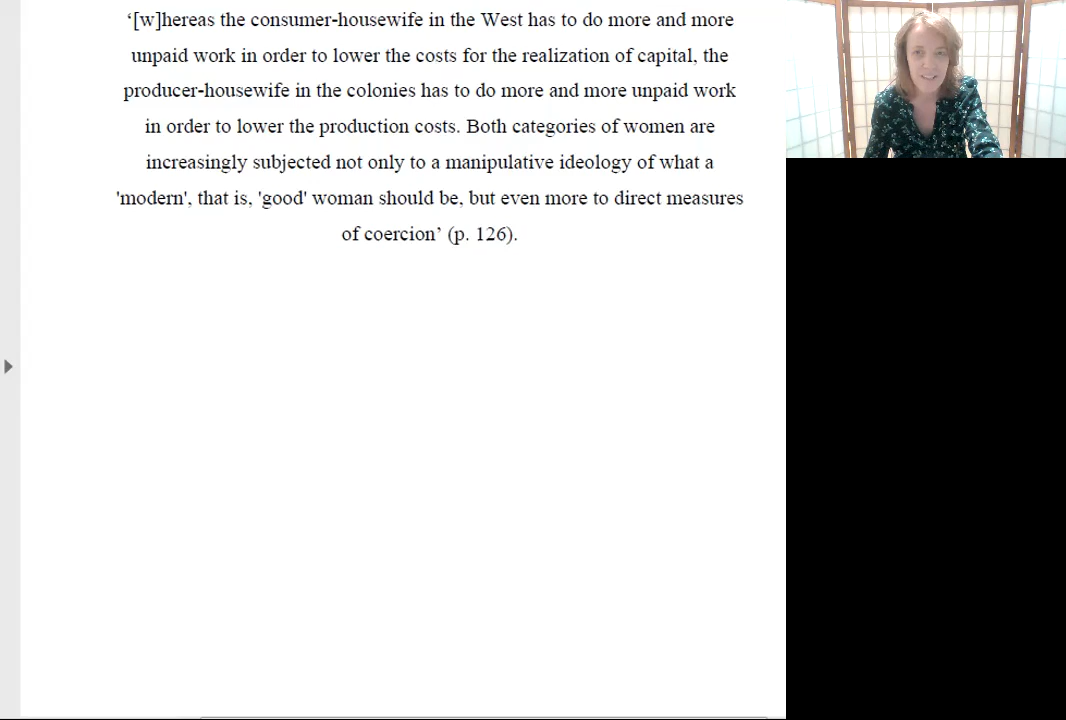 ‘[w]hereas the consumer-housewife in the West has to do more and more
unpaid work in order to lower the costs for the realization of capital, the
producer-housewife in the colonies has to do more and more unpaid work
in order to lower the production costs. Both categories of women are
increasingly subjected not only to a manipulative ideology of what a
'modern', that is, 'good' woman should be, but even more to direct measures
of coercion’ (p. 126).